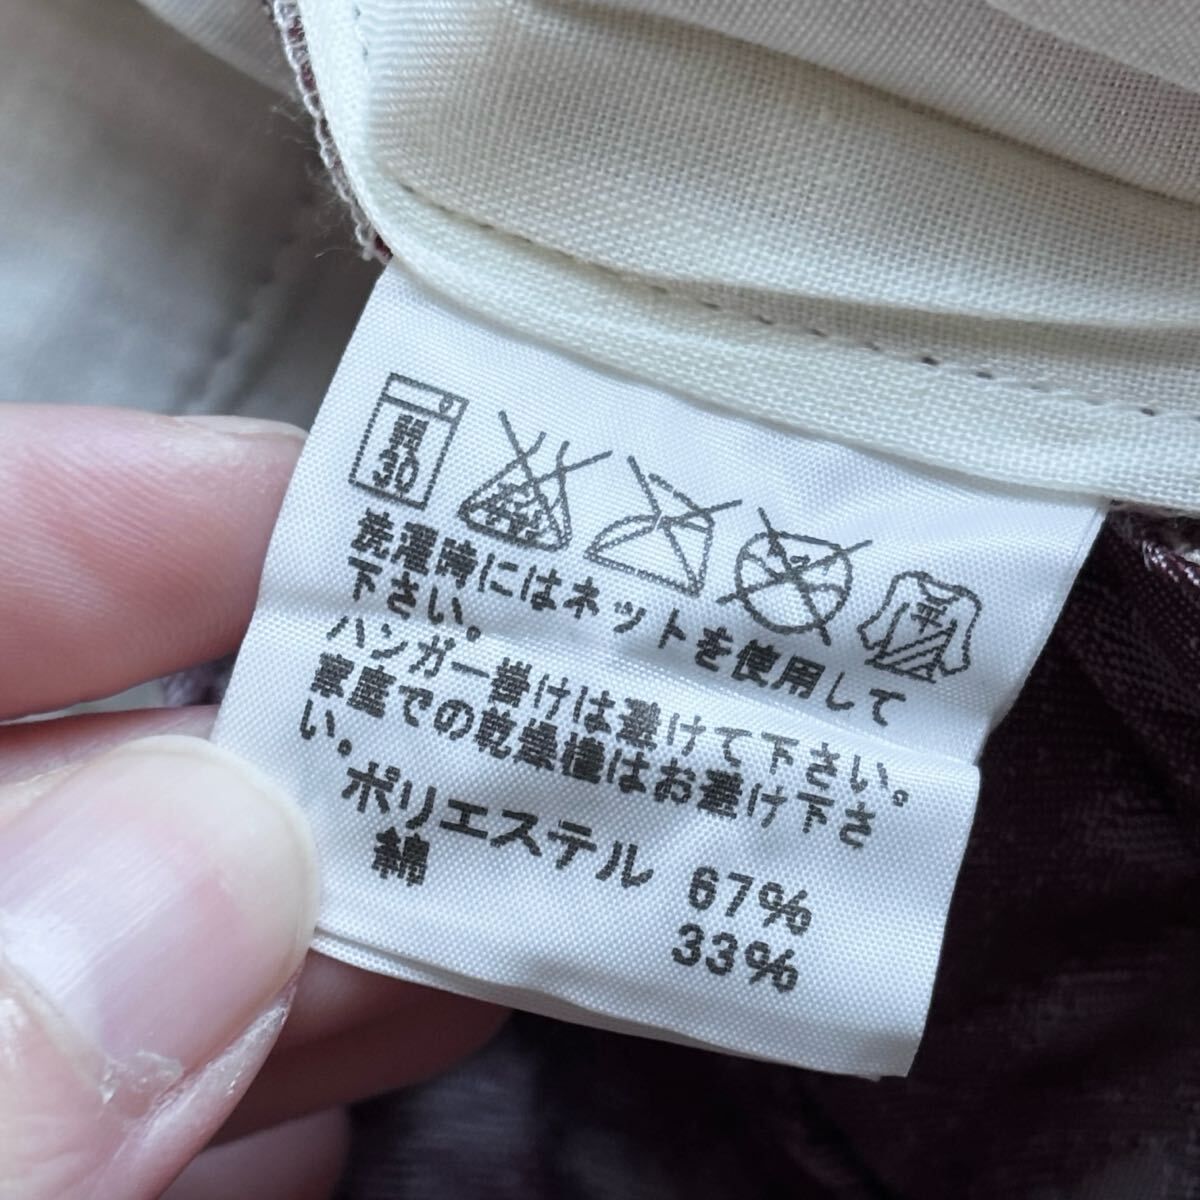 弱
30
平
洗濯時にはネットを使用して
下さい。
ハンガー掛けは避けて下さい。
家庭での乾燥機はお避け下さ
い。
ポリエステル 67%
綿 33%